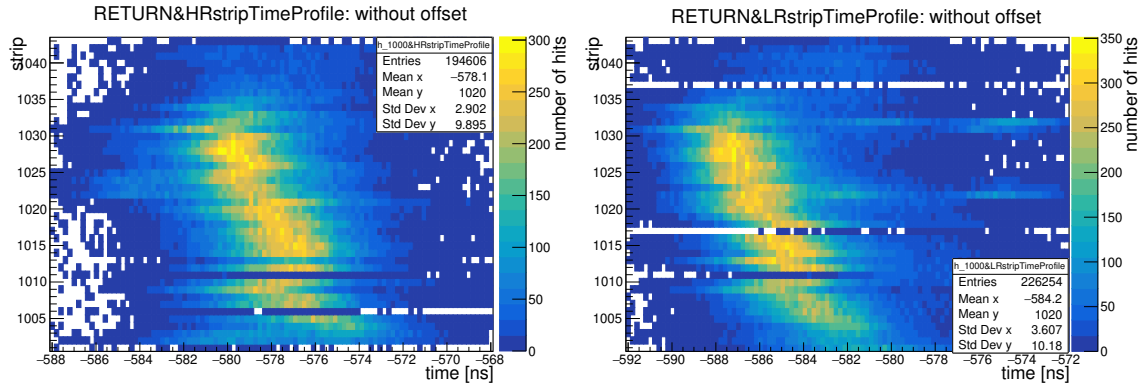 RETURN&HRstripTimeProfile: without offset
strip
1040
1035
1030
1025
1020
1015
1010
1005
−588 −586 −584 −582 −580 −578 −576 −574 −572 −570 −568
time [ns]
h_1000&HRstripTimeProfile
Entries 194606
Mean x −578.1
Mean y 1020
Std Dev x 2.902
Std Dev y 9.895
300
250
200
150
100
50
0
number of hits
RETURN&LRstripTimeProfile: without offset
strip
1040
1035
1030
1025
1020
1015
1010
1005
−592 −590 −588 −586 −584 −582 −580 −578 −576 −574 −572
time [ns]
h_1000&LRstripTimeProfile
Entries 226254
Mean x −584.2
Mean y 1020
Std Dev x 3.607
Std Dev y 10.18
350
300
250
200
150
100
50
0
number of hits